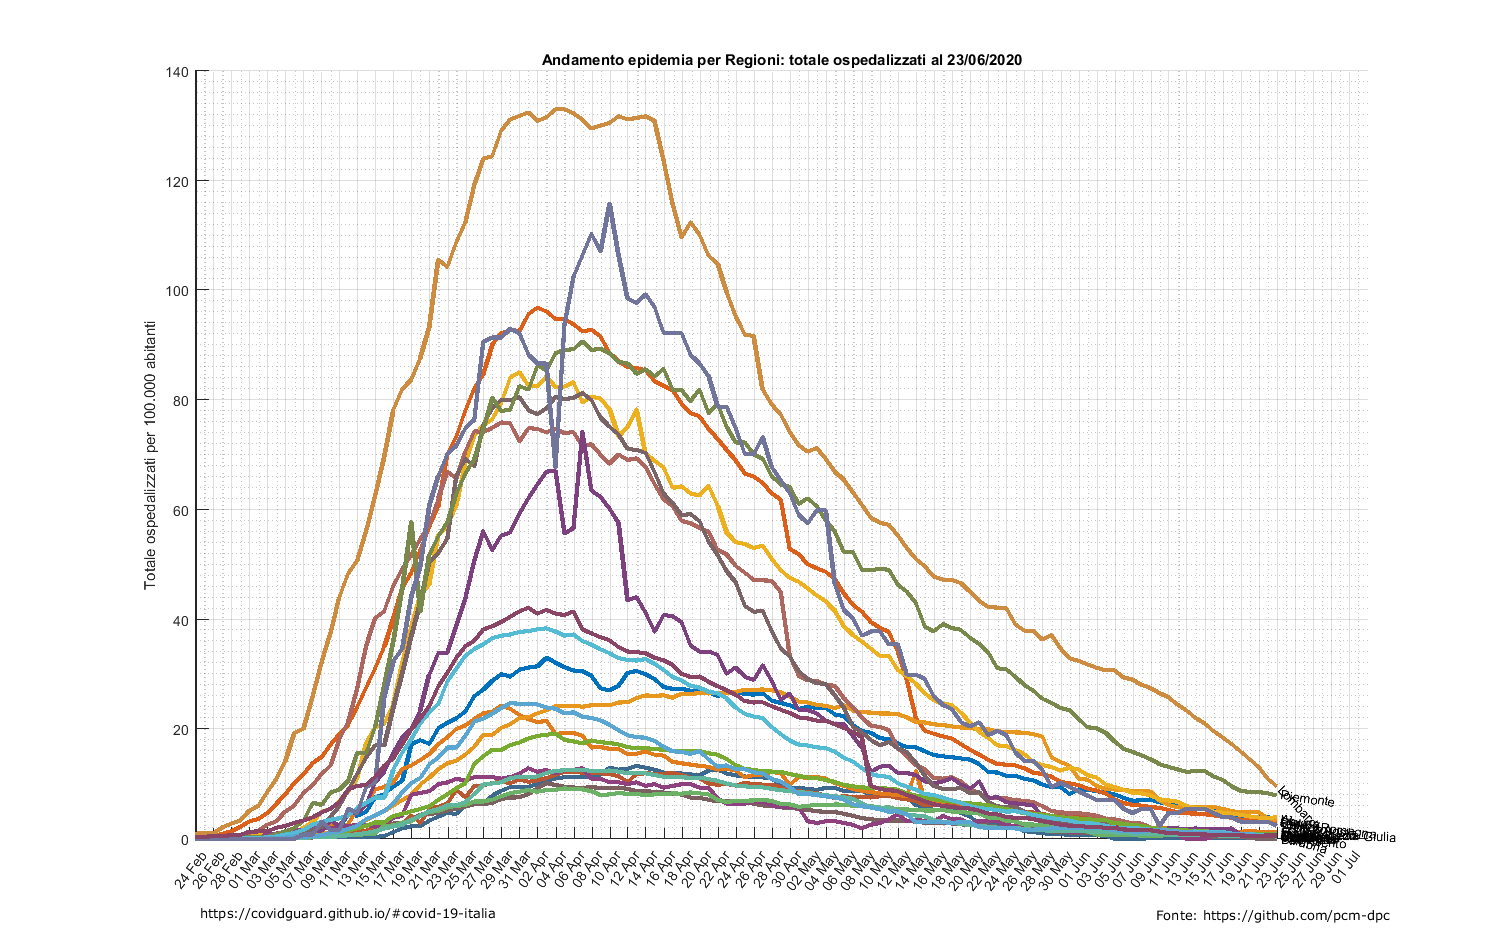 Andamento epidemia per Regioni: totale ospedalizzati al 23/06/2020
Totale ospedalizzati per 100.000 abitanti
140
120
100
80
60
40
20
0
24 Feb
26 Feb
28 Feb
01 Mar
03 Mar
05 Mar
07 Mar
09 Mar
11 Mar
13 Mar
15 Mar
17 Mar
19 Mar
21 Mar
23 Mar
25 Mar
27 Mar
29 Mar
31 Mar
02 Apr
04 Apr
06 Apr
08 Apr
10 Apr
12 Apr
14 Apr
16 Apr
18 Apr
20 Apr
22 Apr
24 Apr
26 Apr
28 Apr
30 Apr
02 May
04 May
06 May
08 May
10 May
12 May
14 May
16 May
18 May
20 May
22 May
24 May
26 May
28 May
30 May
01 Jun
03 Jun
05 Jun
07 Jun
09 Jun
11 Jun
13 Jun
15 Jun
17 Jun
19 Jun
21 Jun
23 Jun
25 Jun
27 Jun
29 Jun
01 Jul
Piemonte
https://covidguard.github.io/#covid-19-italia
Fonte: https://github.com/pcm-dpc